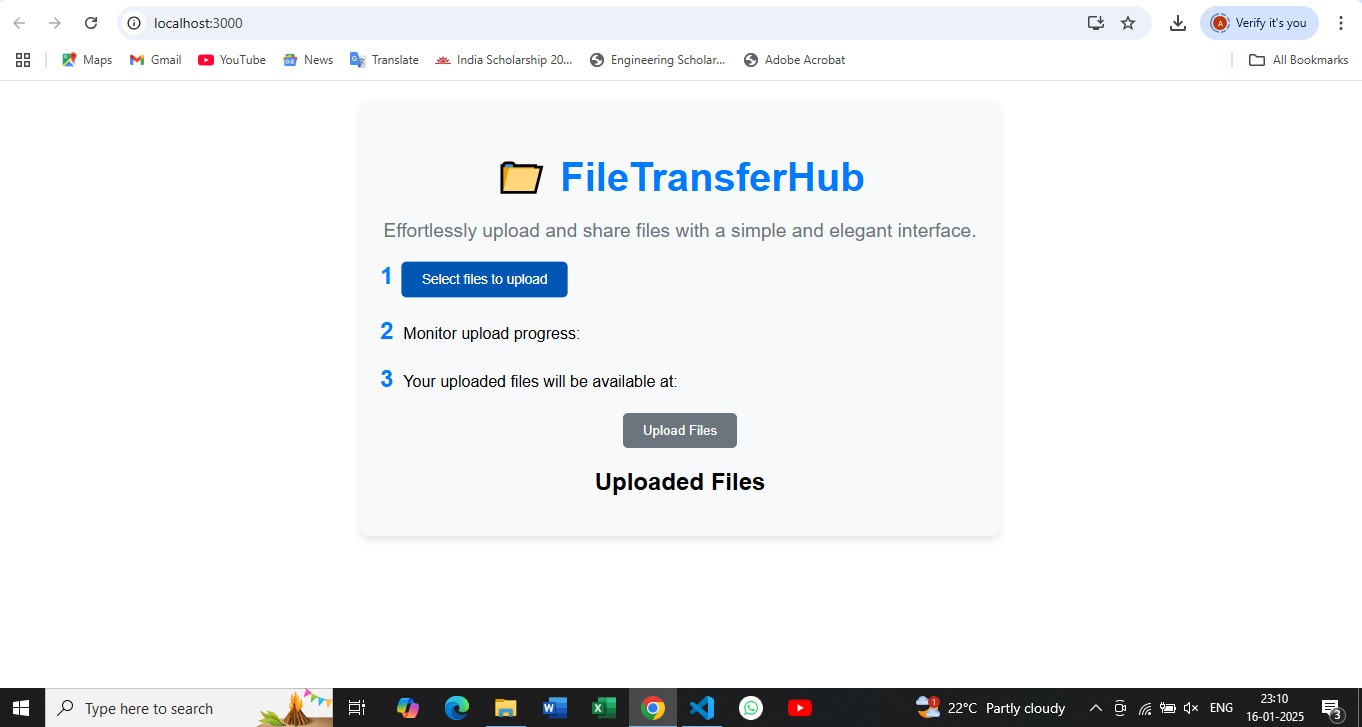 localhost:3000
Verify it's you
Maps Gmail YouTube News Translate India Scholarship 20... Engineering Scholar... Adobe Acrobat All Bookmarks
FileTransferHub
Effortlessly upload and share files with a simple and elegant interface.
1 Select files to upload
2 Monitor upload progress:
3 Your uploaded files will be available at:
Upload Files
Uploaded Files
Type here to search
22°C Partly cloudy
ENG
23:10
16-01-2025
3